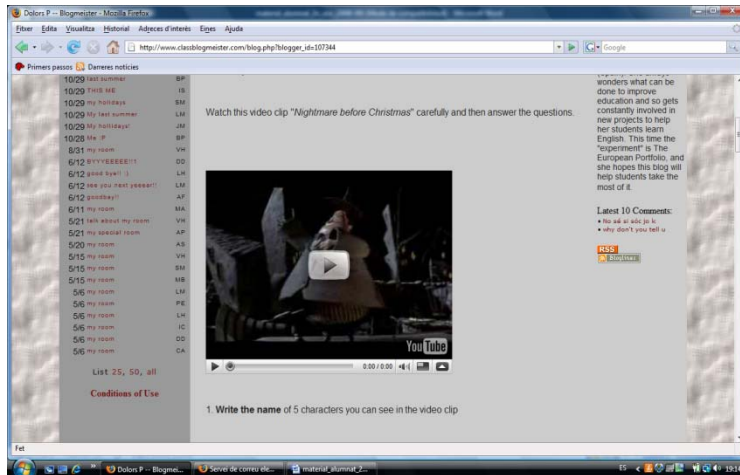 Dolors P -- Blogmeister - Mozilla Firefox
Fitxer Edita Visualitza Historial Adreces d'interès Eines Ajuda
http://www.classblogmeister.com/blog.php?blogger_id=107344
Google
Primers passos Darreres notícies
10/29 last summer BP
10/29 THIS ME IS
10/29 my holidays SM
10/29 My last summer LM
10/29 My holidays! JM
10/28 Me :P BP
8/31 my room VH
6/12 BYYYEEEEE!!! DD
6/12 good bye!! :) LH
6/12 see you next yeeear!! LM
6/12 goodbay!! AF
6/11 my room MA
5/21 talk about my room VH
5/21 my special room AP
5/20 my room AS
5/15 my room VH
5/15 my room SM
5/15 my room MB
5/6 my room LM
5/6 my room PE
5/6 my room LH
5/6 my room IC
5/6 my room DD
5/6 my room CA
List 25, 50, all
Conditions of Use
Watch this video clip "Nightmare before Christmas" carefully and then answer the questions.
YouTube
0:00 / 0:00
1. Write the name of 5 characters you can see in the video clip
wonders what can be
done to improve
education and so gets
constantly involved in
new projects to help
her students learn
English. This time the
"experiment" is The
European Portfolio, and
she hopes this blog will
help students take the
most of it.
Latest 10 Comments:
• No sé si sóc jo k
• why don't you tell u
RSS
Bloglines
Fet
Dolors P -- Blogmei...
Servei de correu ele...
material_alumnat_2...
ES